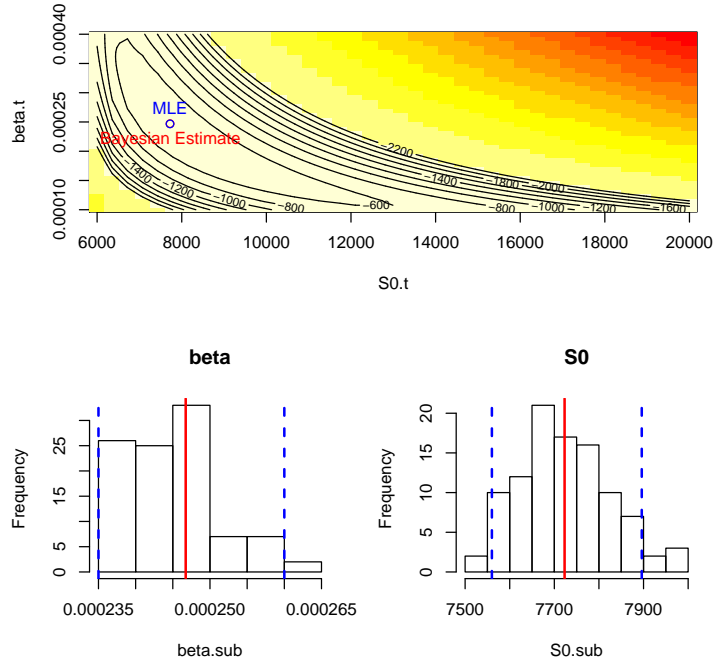 beta.t
0.00040
0.00025
0.00010
MLE
Bayesian Estimate
−2200
−1400
−1800
−2000
−1400
−1200
−1000
−800
−600
−800
−1000
−1200
−1600
6000 8000 10000 12000 14000 16000 18000 20000
S0.t
beta
Frequency
25
15
5
0
0.000235 0.000250 0.000265
beta.sub
S0
Frequency
20
15
10
5
0
7500 7700 7900
S0.sub